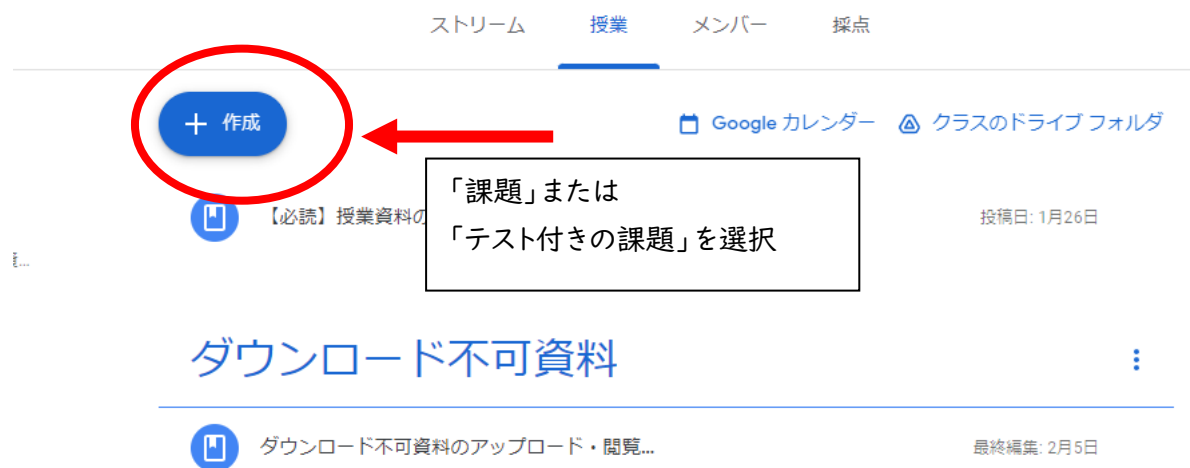 ストリーム 授業 メンバー 採点
作成
Google カレンダー クラスのドライブ フォルダ
「課題」または
「テスト付きの課題」を選択
【必読】授業資料の
投稿日: 1月26日
...
ダウンロード不可資料
ダウンロード不可資料のアップロード・閲覧...
最終編集: 2月5日